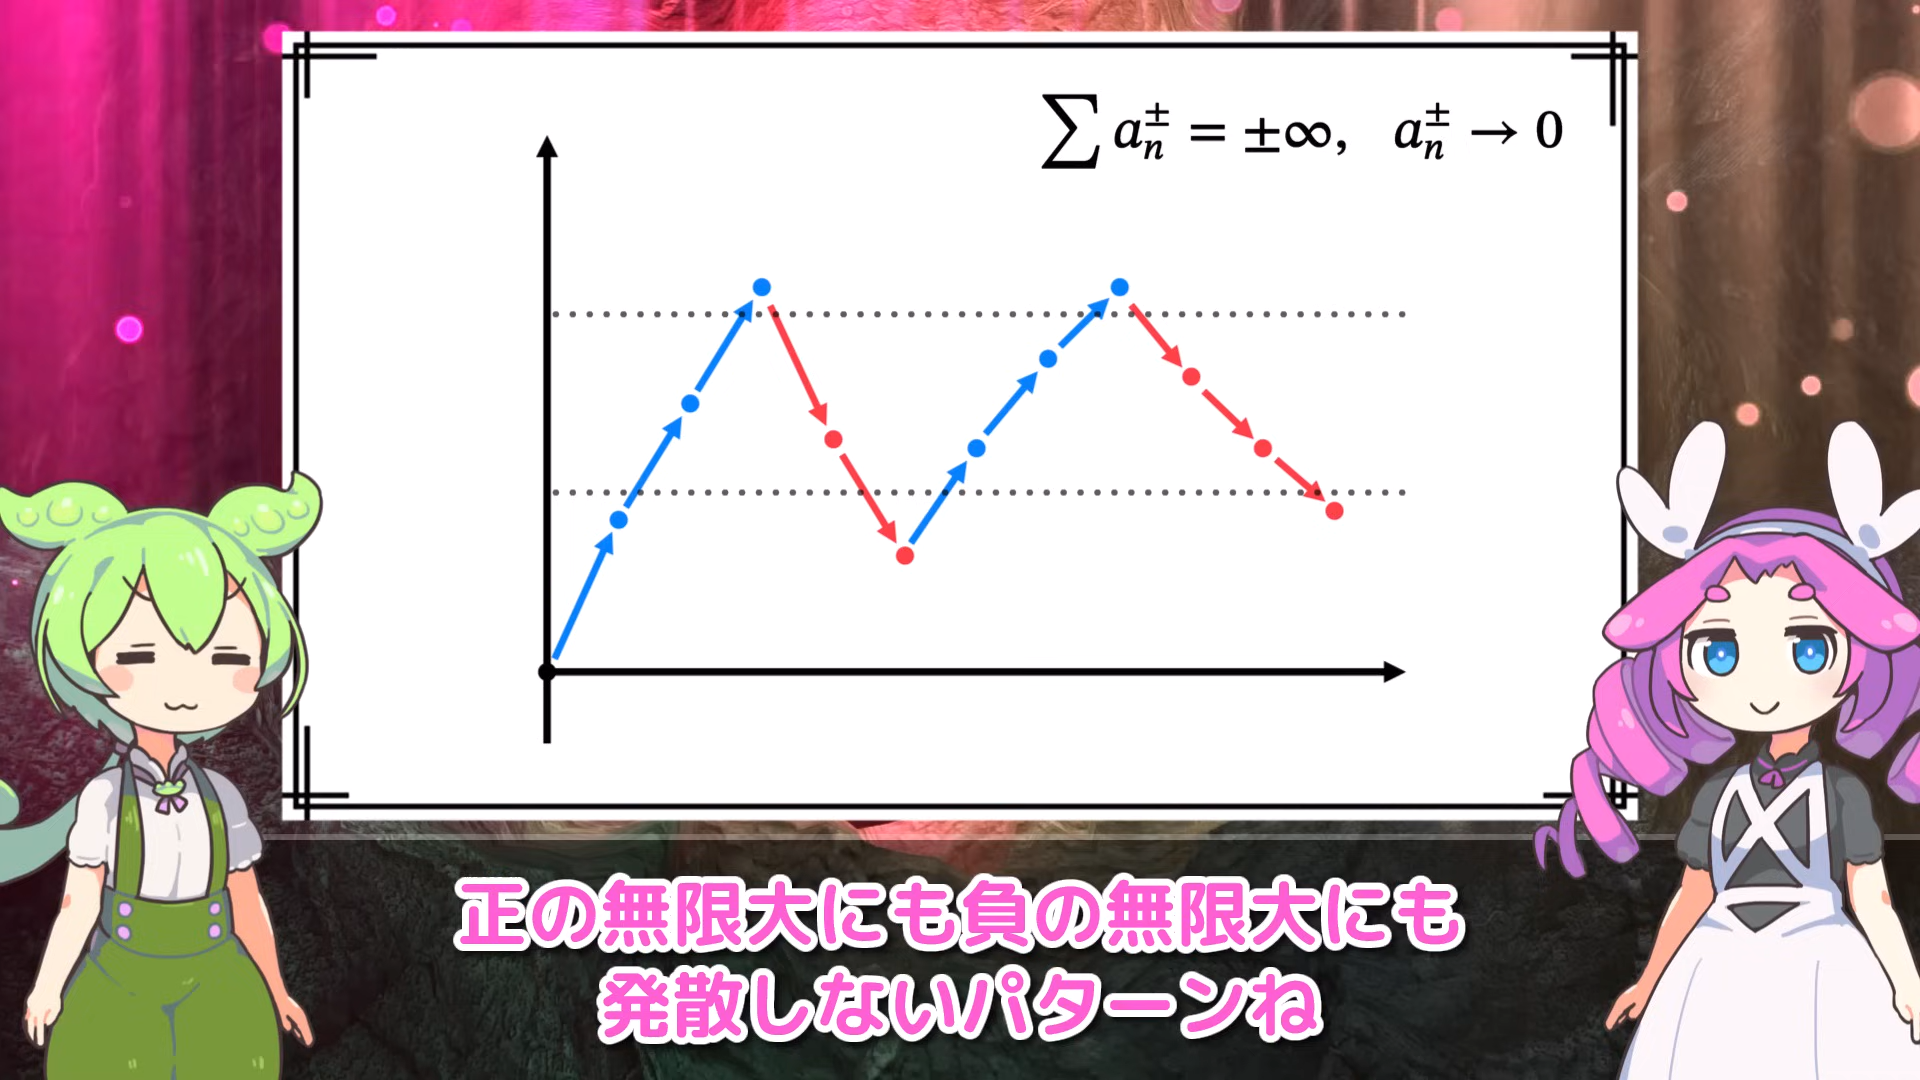 ∑ aₙ± = ±∞, aₙ± → 0
正の無限大にも負の無限大にも
発散しないパターンね